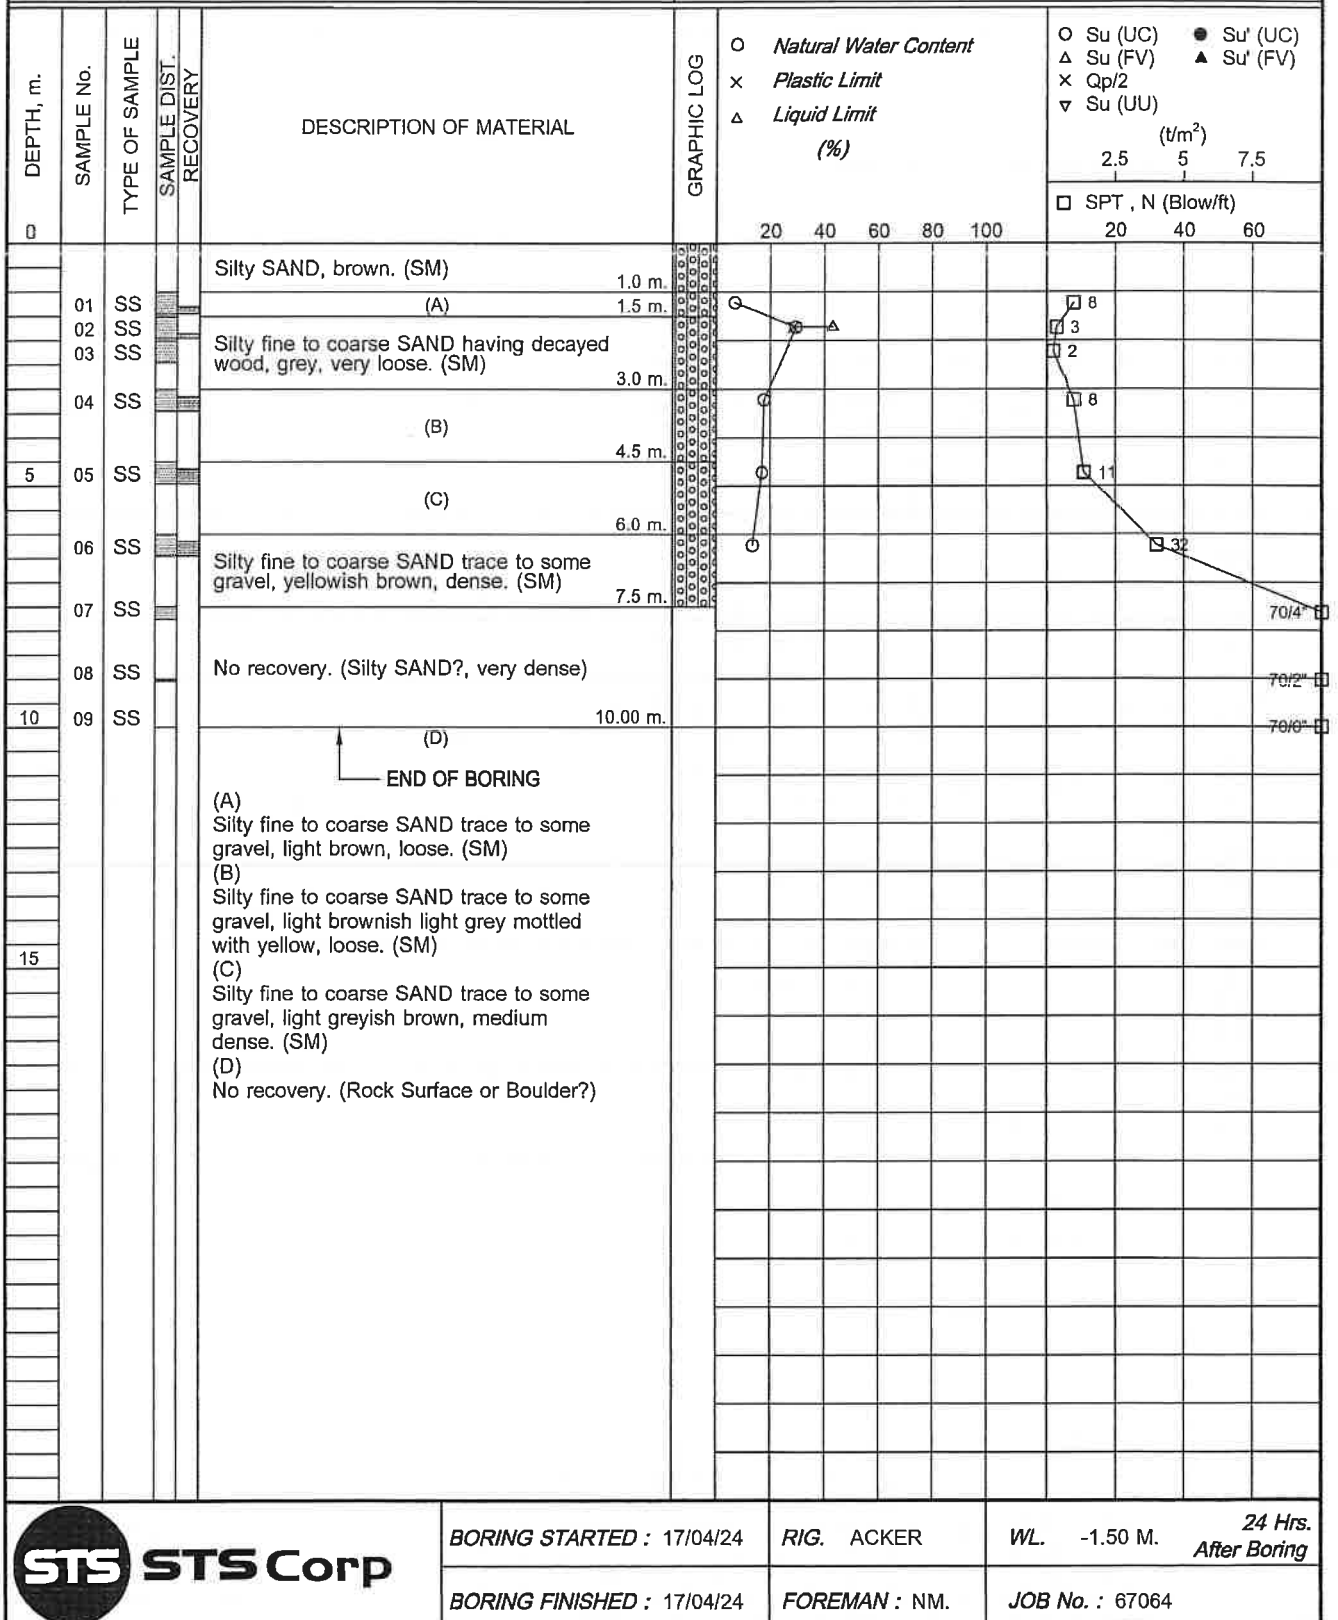 DEPTH, m.
SAMPLE No.
TYPE OF SAMPLE
SAMPLE DIST.
RECOVERY
DESCRIPTION OF MATERIAL
GRAPHIC LOG
Natural Water Content
Plastic Limit
Liquid Limit
(%)
20 40 60 80 100
Su (UC) Su' (UC)
Su (FV) Su' (FV)
Qp/2
Su (UU)
(t/m²)
2.5 5 7.5
SPT , N (Blow/ft)
20 40 60
0
Silty SAND, brown. (SM)
1.0 m.
01 SS (A) 1.5 m. 8
02 SS 3
03 SS 2
Silty fine to coarse SAND having decayed
wood, grey, very loose. (SM)
3.0 m.
04 SS 8
(B)
4.5 m.
5 05 SS 11
(C)
6.0 m.
06 SS 32
Silty fine to coarse SAND trace to some
gravel, yellowish brown, dense. (SM)
7.5 m.
07 SS 70/4"
08 SS No recovery. (Silty SAND?, very dense) 70/2"
10 09 SS 10.00 m. 70/0"
(D)
END OF BORING
(A)
Silty fine to coarse SAND trace to some
gravel, light brown, loose. (SM)
(B)
Silty fine to coarse SAND trace to some
gravel, light brownish light grey mottled
with yellow, loose. (SM)
15
(C)
Silty fine to coarse SAND trace to some
gravel, light greyish brown, medium
dense. (SM)
(D)
No recovery. (Rock Surface or Boulder?)
STS STS Corp
BORING STARTED : 17/04/24
RIG. ACKER
WL. -1.50 M. 24 Hrs.
After Boring
BORING FINISHED : 17/04/24
FOREMAN : NM.
JOB No. : 67064